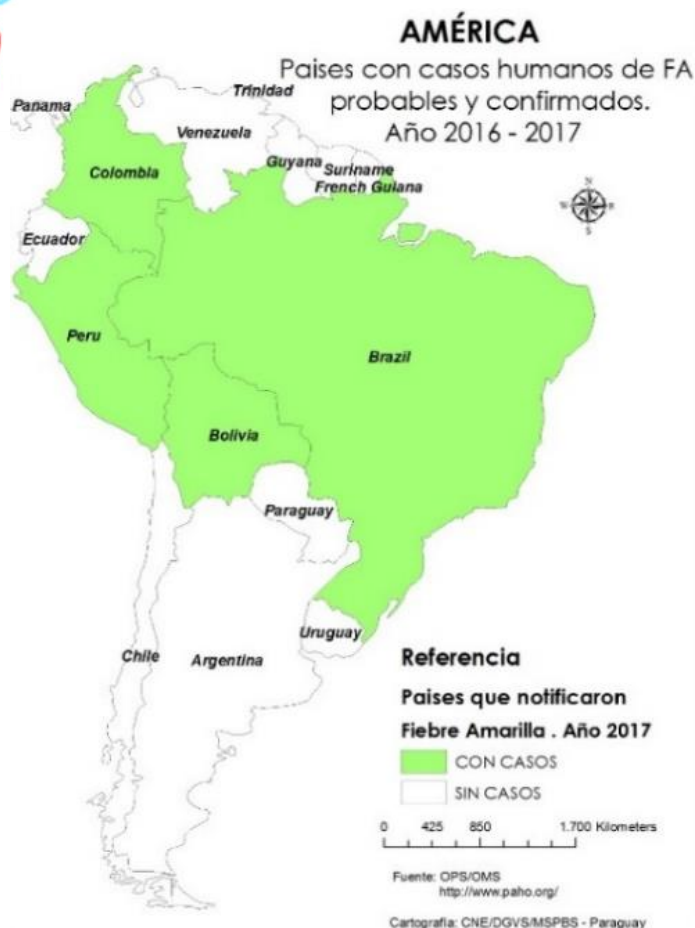 AMÉRICA
Paises con casos humanos de FA
probables y confirmados.
Año 2016 - 2017
Panama
Trinidad
Venezuela
Colombia
Guyana
Suriname
French Guiana
Ecuador
N
W
E
S
Peru
Brazil
Bolivia
Paraguay
Uruguay
Chile
Argentina
Referencia
Paises que notificaron
Fiebre Amarilla . Año 2017
CON CASOS
SIN CASOS
0 425 850 1.700 Kilometers
Fuente: OPS/OMS
http://www.paho.org/
Cartografía: CNE/DGVS/MSPBS - Paraguay